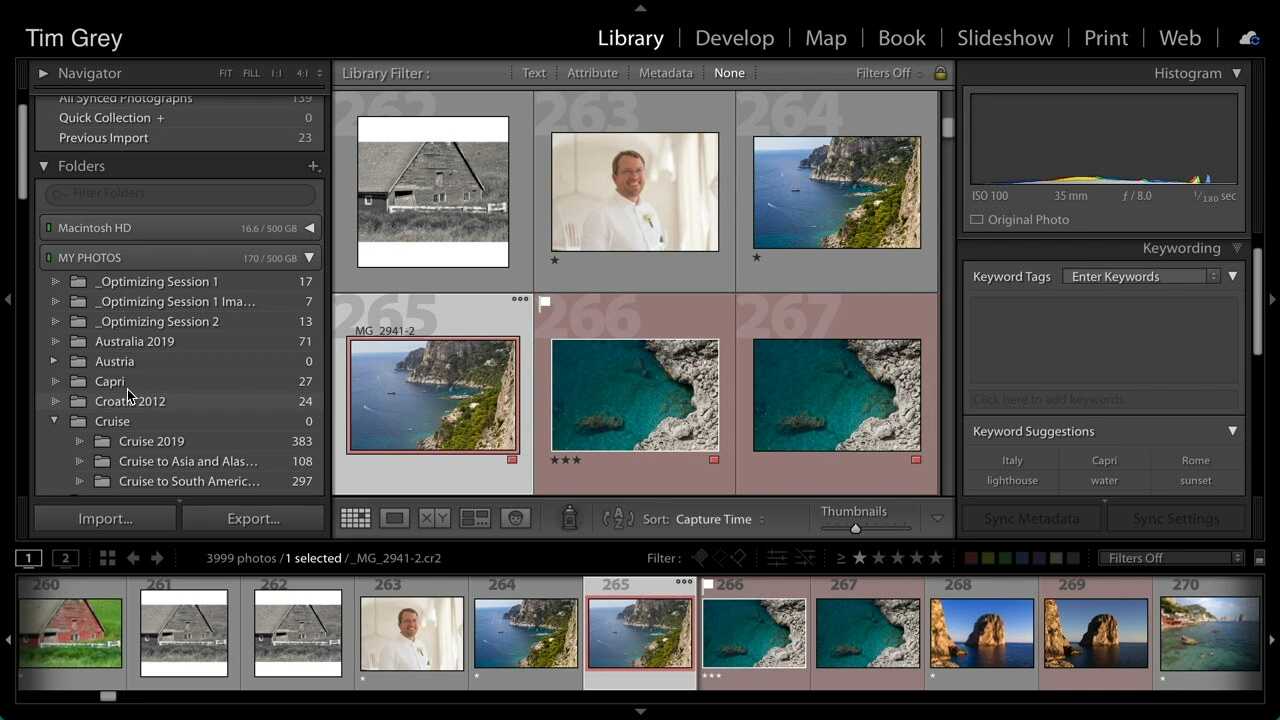 Tim Grey
Library | Develop | Map | Book | Slideshow | Print | Web
Navigator FIT FILL 1:1 4:1
All Synced Photographs 139
Quick Collection + 0
Previous Import 23
Folders +
Filter Folders
Macintosh HD 16.6 / 500 GB
MY PHOTOS 170 / 500 GB
_Optimizing Session 1 17
_Optimizing Session 1 Ima... 7
_Optimizing Session 2 13
Australia 2019 71
Austria 0
Capri 27
Croatia 2012 24
Cruise 0
Cruise 2019 383
Cruise to Asia and Alas... 108
Cruise to South Americ... 297
Import... Export...
Library Filter : Text | Attribute | Metadata | None Filters Off
262 263 264
265 266 267
_MG_2941-2
Sort: Capture Time
Thumbnails
Histogram
ISO 100 35 mm ƒ / 8.0 1/180 sec
Original Photo
Keywording
Keyword Tags Enter Keywords
Click here to add keywords
Keyword Suggestions
Italy Capri Rome
lighthouse water sunset
Sync Metadata Sync Settings
1 2 3999 photos / 1 selected / _MG_2941-2.cr2 Filter : ≥ Filters Off
260 261 262 263 264 265 266 267 268 269 270